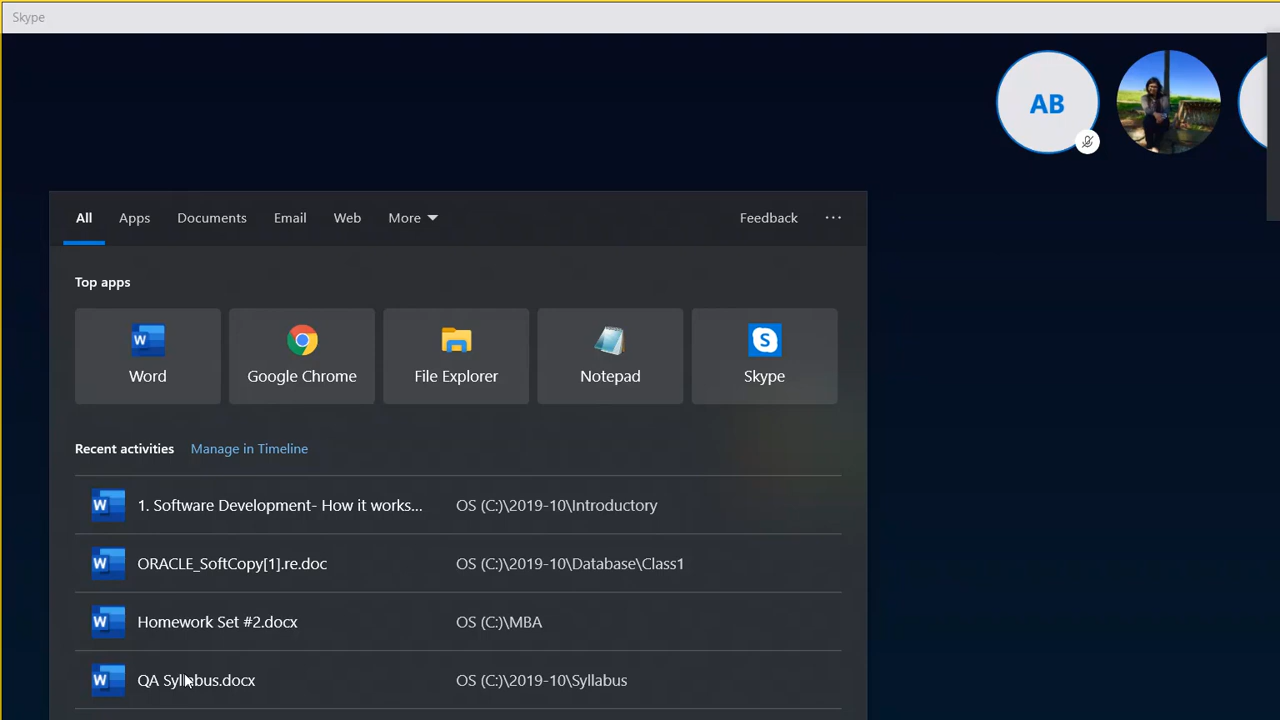 Skype
AB
All Apps Documents Email Web More Feedback ...
Top apps
Word Google Chrome File Explorer Notepad Skype
Recent activities Manage in Timeline
1. Software Development- How it works... OS (C:)\2019-10\Introductory
ORACLE_SoftCopy[1].re.doc OS (C:)\2019-10\Database\Class1
Homework Set #2.docx OS (C:)\MBA
QA Syllabus.docx OS (C:)\2019-10\Syllabus